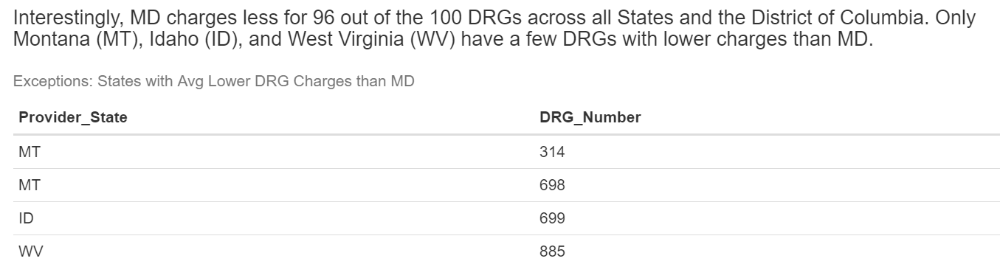 Interestingly, MD charges less for 96 out of the 100 DRGs across all States and the District of Columbia. Only
Montana (MT), Idaho (ID), and West Virginia (WV) have a few DRGs with lower charges than MD.
Exceptions: States with Avg Lower DRG Charges than MD
Provider_State DRG_Number
MT 314
MT 698
ID 699
WV 885